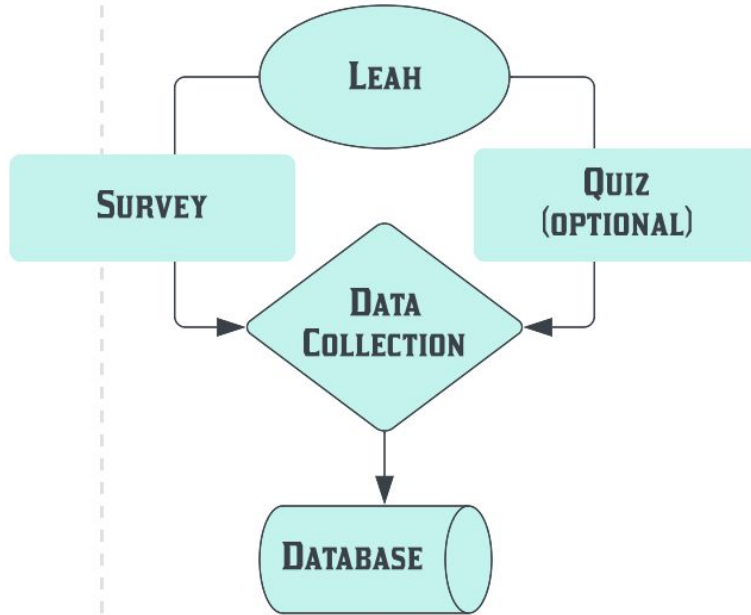 Leah
Survey
Quiz
(optional)
Data
Collection
Database